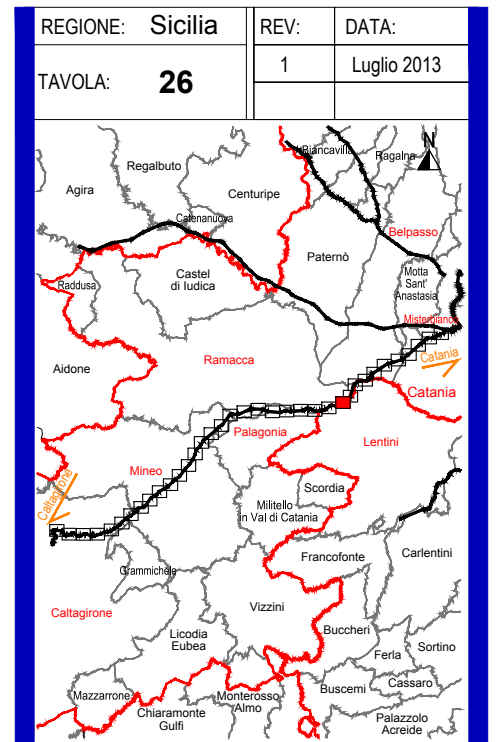 REGIONE: Sicilia
REV:
DATA:
TAVOLA: 26
1
Luglio 2013
N
Biancavilla
Ragalna
Regalbuto
Agira
Centuripe
Catenanuova
Belpasso
Paternò
Motta
Sant'
Anastasia
Castel
di Iudica
Raddusa
Misterbianco
Catania
Ramacca
Aidone
Catania
Palagonia
Lentini
Mineo
Caltagirone
Scordia
Militello
in Val di Catania
Francofonte
Carlentini
Grammichele
Vizzini
Caltagirone
Licodia
Eubea
Buccheri
Ferla
Sortino
Cassaro
Buscemi
Mazzarrone
Monterosso
Almo
Chiaramonte
Gulfi
Palazzolo
Acreide